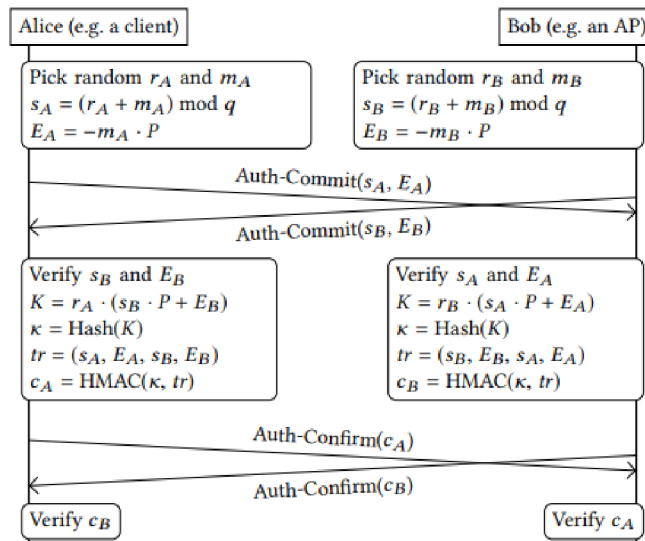 Alice (e.g. a client)
Bob (e.g. an AP)
Pick random r_A and m_A
s_A = (r_A + m_A) mod q
E_A = −m_A · P
Pick random r_B and m_B
s_B = (r_B + m_B) mod q
E_B = −m_B · P
Auth-Commit(s_A, E_A)
Auth-Commit(s_B, E_B)
Verify s_B and E_B
K = r_A · (s_B · P + E_B)
κ = Hash(K)
tr = (s_A, E_A, s_B, E_B)
c_A = HMAC(κ, tr)
Verify s_A and E_A
K = r_B · (s_A · P + E_A)
κ = Hash(K)
tr = (s_B, E_B, s_A, E_A)
c_B = HMAC(κ, tr)
Auth-Confirm(c_A)
Auth-Confirm(c_B)
Verify c_B
Verify c_A